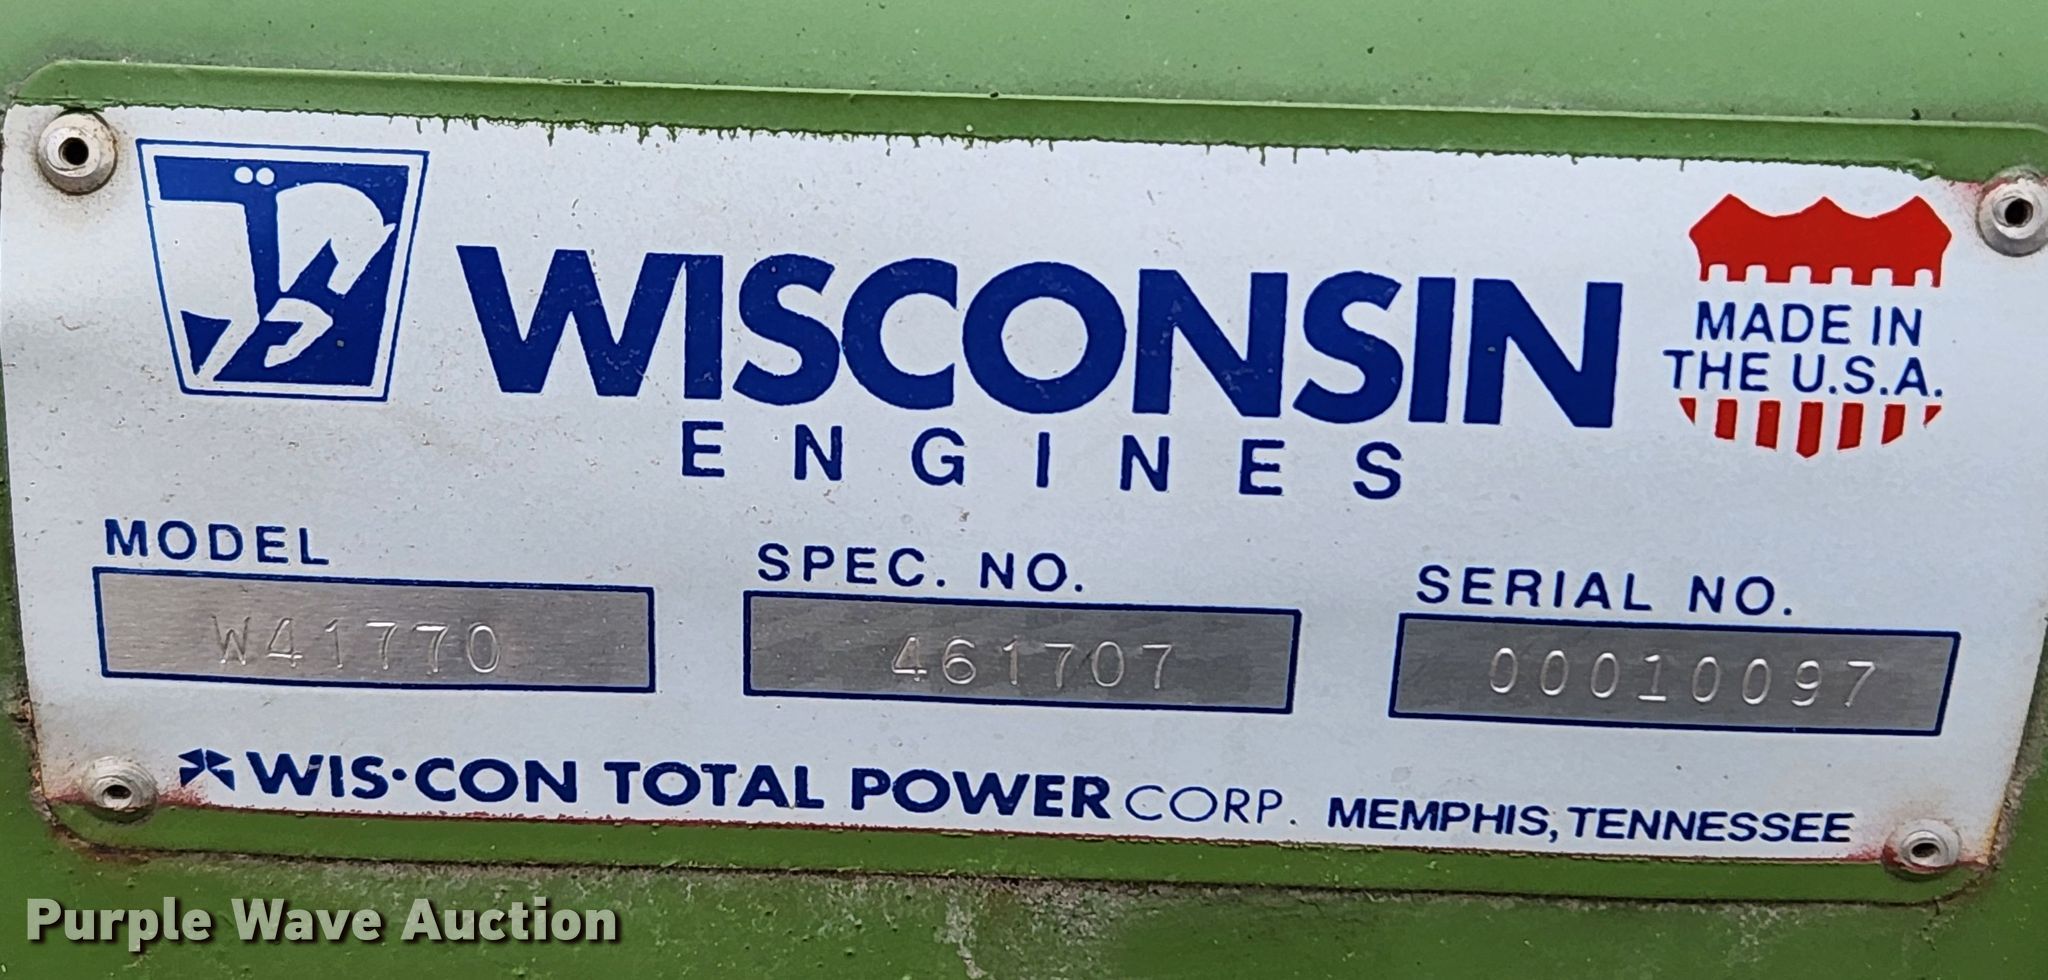 WISCONSIN
ENGINES
MADE IN
THE U.S.A.
MODEL SPEC. NO. SERIAL NO.
W41770 461707 00010097
WIS·CON TOTAL POWER CORP. MEMPHIS, TENNESSEE
Purple Wave Auction